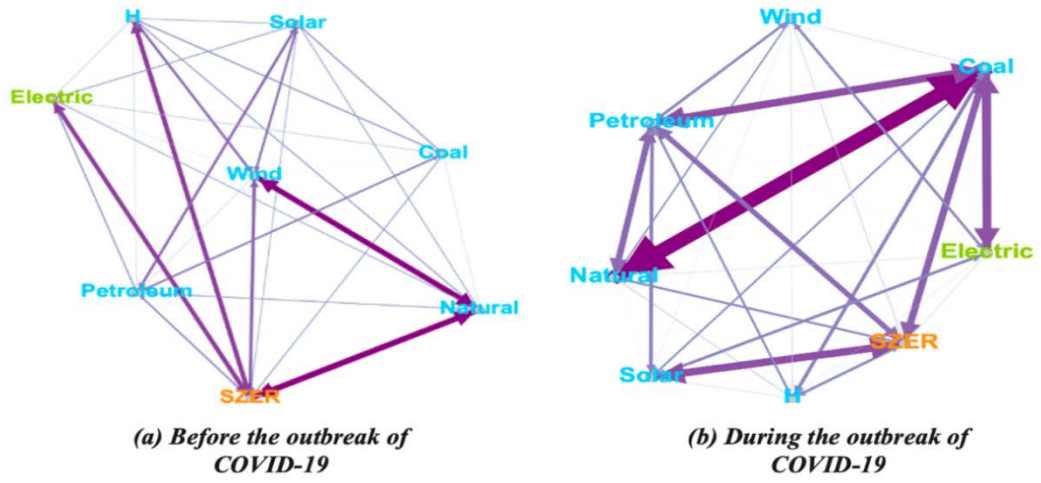 H
Solar
Electric
Coal
Wind
Petroleum
Natural
SZER
(a) Before the outbreak of
COVID-19
Wind
Coal
Petroleum
Electric
Natural
SZER
Solar
H
(b) During the outbreak of
COVID-19